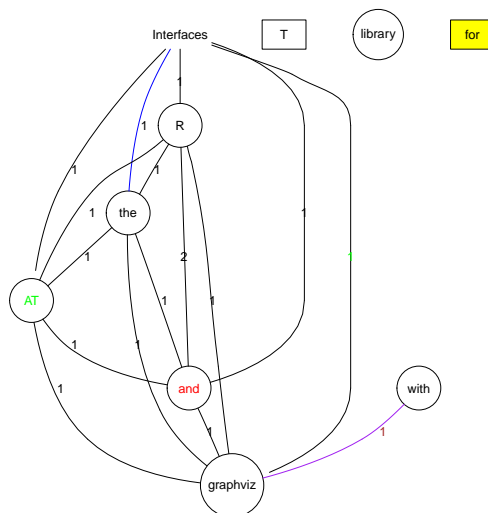 Interfaces T library for
1
R
1 1
1
1 1
the
1 2 1 1
AT
1 1 1
1 1
and with
1 1
graphviz